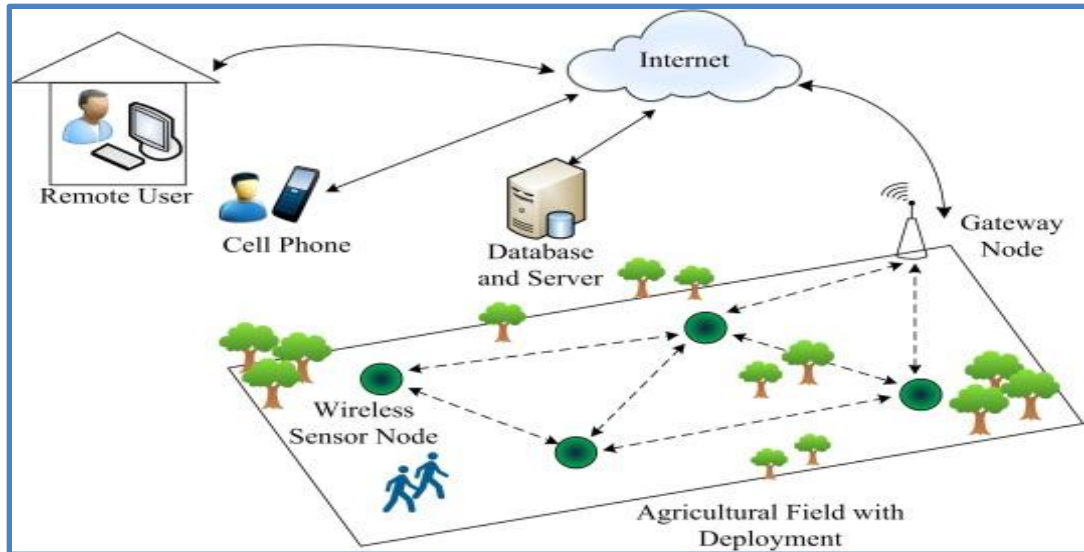 Internet
Remote User
Cell Phone
Database
and Server
Gateway
Node
Wireless
Sensor Node
Agricultural Field with
Deployment